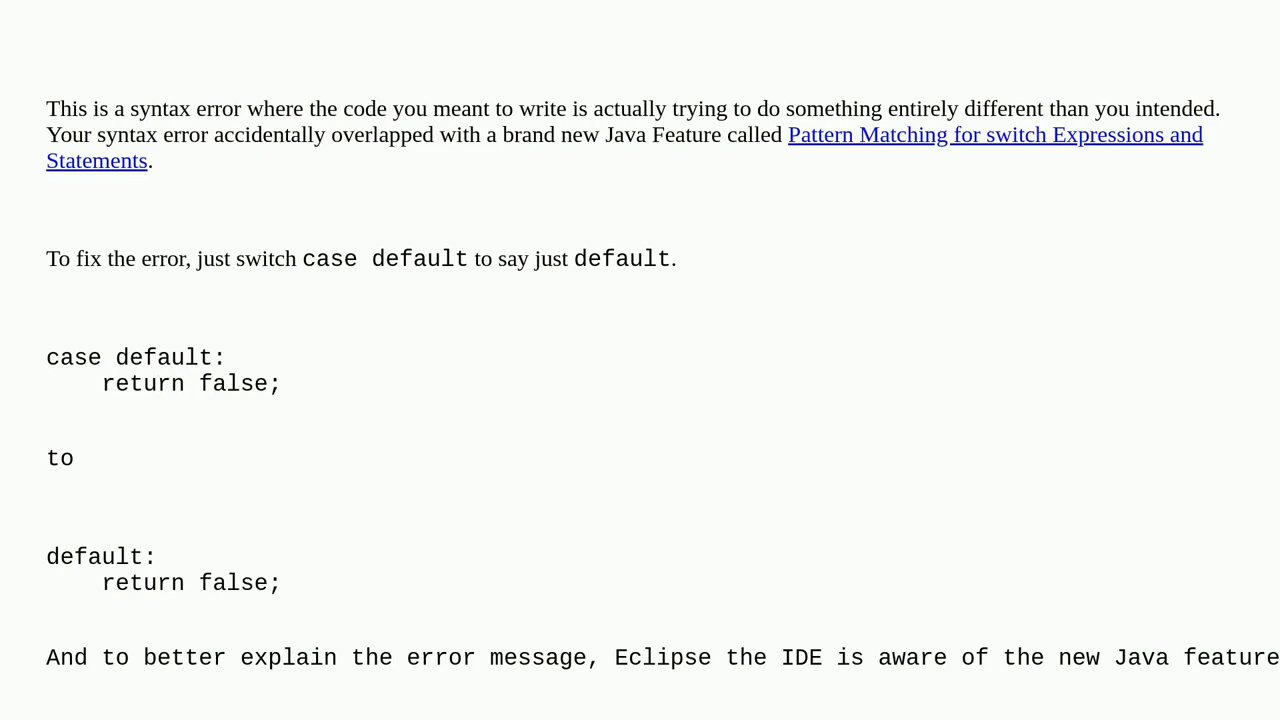 This is a syntax error where the code you meant to write is actually trying to do something entirely different than you intended.
Your syntax error accidentally overlapped with a brand new Java Feature called Pattern Matching for switch Expressions and
Statements.
To fix the error, just switch case default to say just default.
case default:
    return false;
to
default:
    return false;
And to better explain the error message, Eclipse the IDE is aware of the new Java feature